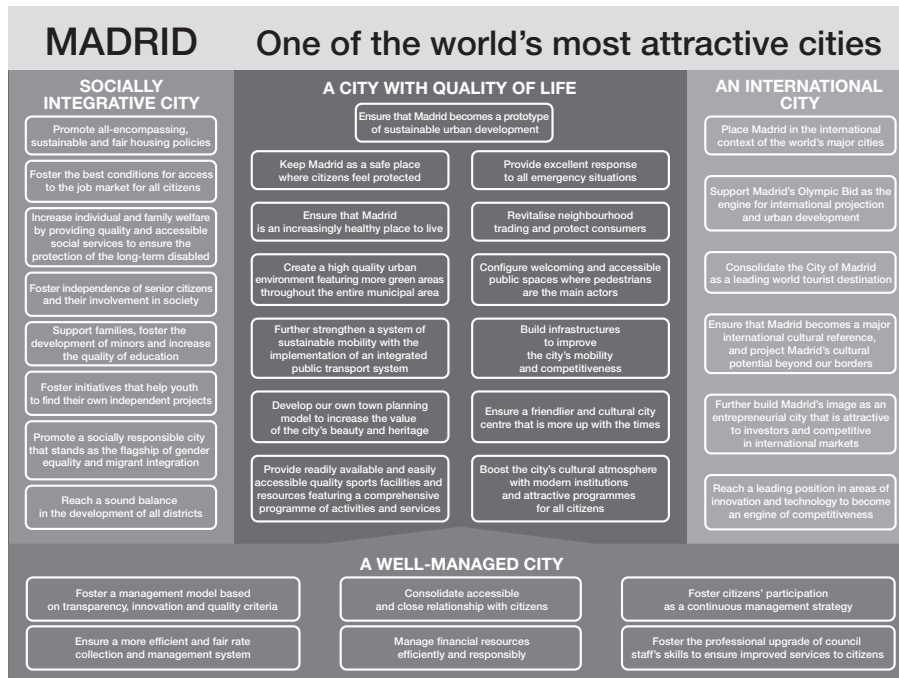 MADRID One of the world's most attractive cities
SOCIALLY
INTEGRATIVE CITY
Promote all-encompassing,
sustainable and fair housing policies
Foster the best conditions for access
to the job market for all citizens
Increase individual and family welfare
by providing quality and accessible
social services to ensure the
protection of the long-term disabled
Foster independence of senior citizens
and their involvement in society
Support families, foster the
development of minors and increase
the quality of education
Foster initiatives that help youth
to find their own independent projects
Promote a socially responsible city
that stands as the flagship of gender
equality and migrant integration
Reach a sound balance
in the development of all districts
A CITY WITH QUALITY OF LIFE
Ensure that Madrid becomes a prototype
of sustainable urban development
Keep Madrid as a safe place
where citizens feel protected
Provide excellent response
to all emergency situations
Ensure that Madrid
is an increasingly healthy place to live
Revitalise neighbourhood
trading and protect consumers
Create a high quality urban
environment featuring more green areas
throughout the entire municipal area
Configure welcoming and accessible
public spaces where pedestrians
are the main actors
Further strengthen a system of
sustainable mobility with the
implementation of an integrated
public transport system
Build infrastructures
to improve
the city's mobility
and competitiveness
Develop our own town planning
model to increase the value
of the city's beauty and heritage
Ensure a friendlier and cultural city
centre that is more up with the times
Provide readily available and easily
accessible quality sports facilities and
resources featuring a comprehensive
programme of activities and services
Boost the city's cultural atmosphere
with modern institutions
and attractive programmes
for all citizens
AN INTERNATIONAL
CITY
Place Madrid in the international
context of the world's major cities
Support Madrid's Olympic Bid as the
engine for international projection
and urban development
Consolidate the City of Madrid
as a leading world tourist destination
Ensure that Madrid becomes a major
international cultural reference,
and project Madrid's cultural
potential beyond our borders
Further build Madrid's image as an
entrepreneurial city that is attractive
to investors and competitive
in international markets
Reach a leading position in areas of
innovation and technology to become
an engine of competitiveness
A WELL-MANAGED CITY
Foster a management model based
on transparency, innovation and quality criteria
Consolidate accessible
and close relationship with citizens
Foster citizens' participation
as a continuous management strategy
Ensure a more efficient and fair rate
collection and management system
Manage financial resources
efficiently and responsibly
Foster the professional upgrade of council
staff's skills to ensure improved services to citizens